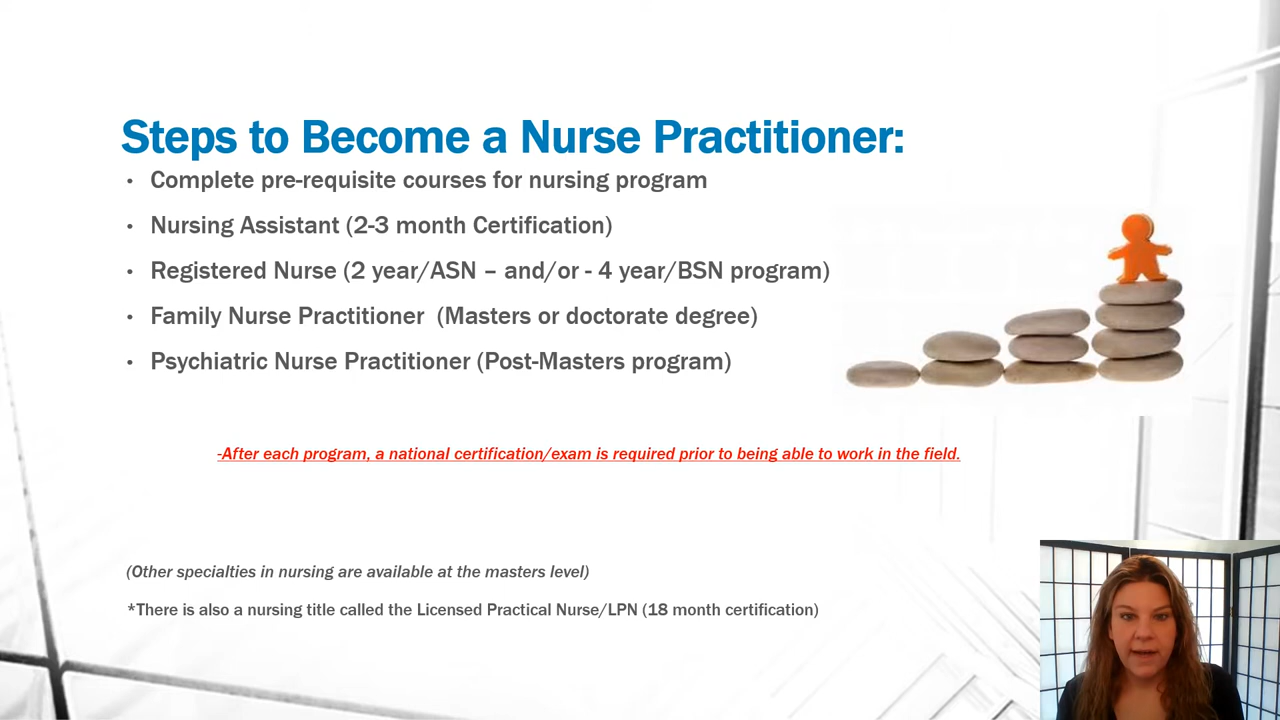 Steps to Become a Nurse Practitioner:
• Complete pre-requisite courses for nursing program
• Nursing Assistant (2-3 month Certification)
• Registered Nurse (2 year/ASN – and/or - 4 year/BSN program)
• Family Nurse Practitioner (Masters or doctorate degree)
• Psychiatric Nurse Practitioner (Post-Masters program)
-After each program, a national certification/exam is required prior to being able to work in the field.
(Other specialties in nursing are available at the masters level)
*There is also a nursing title called the Licensed Practical Nurse/LPN (18 month certification)